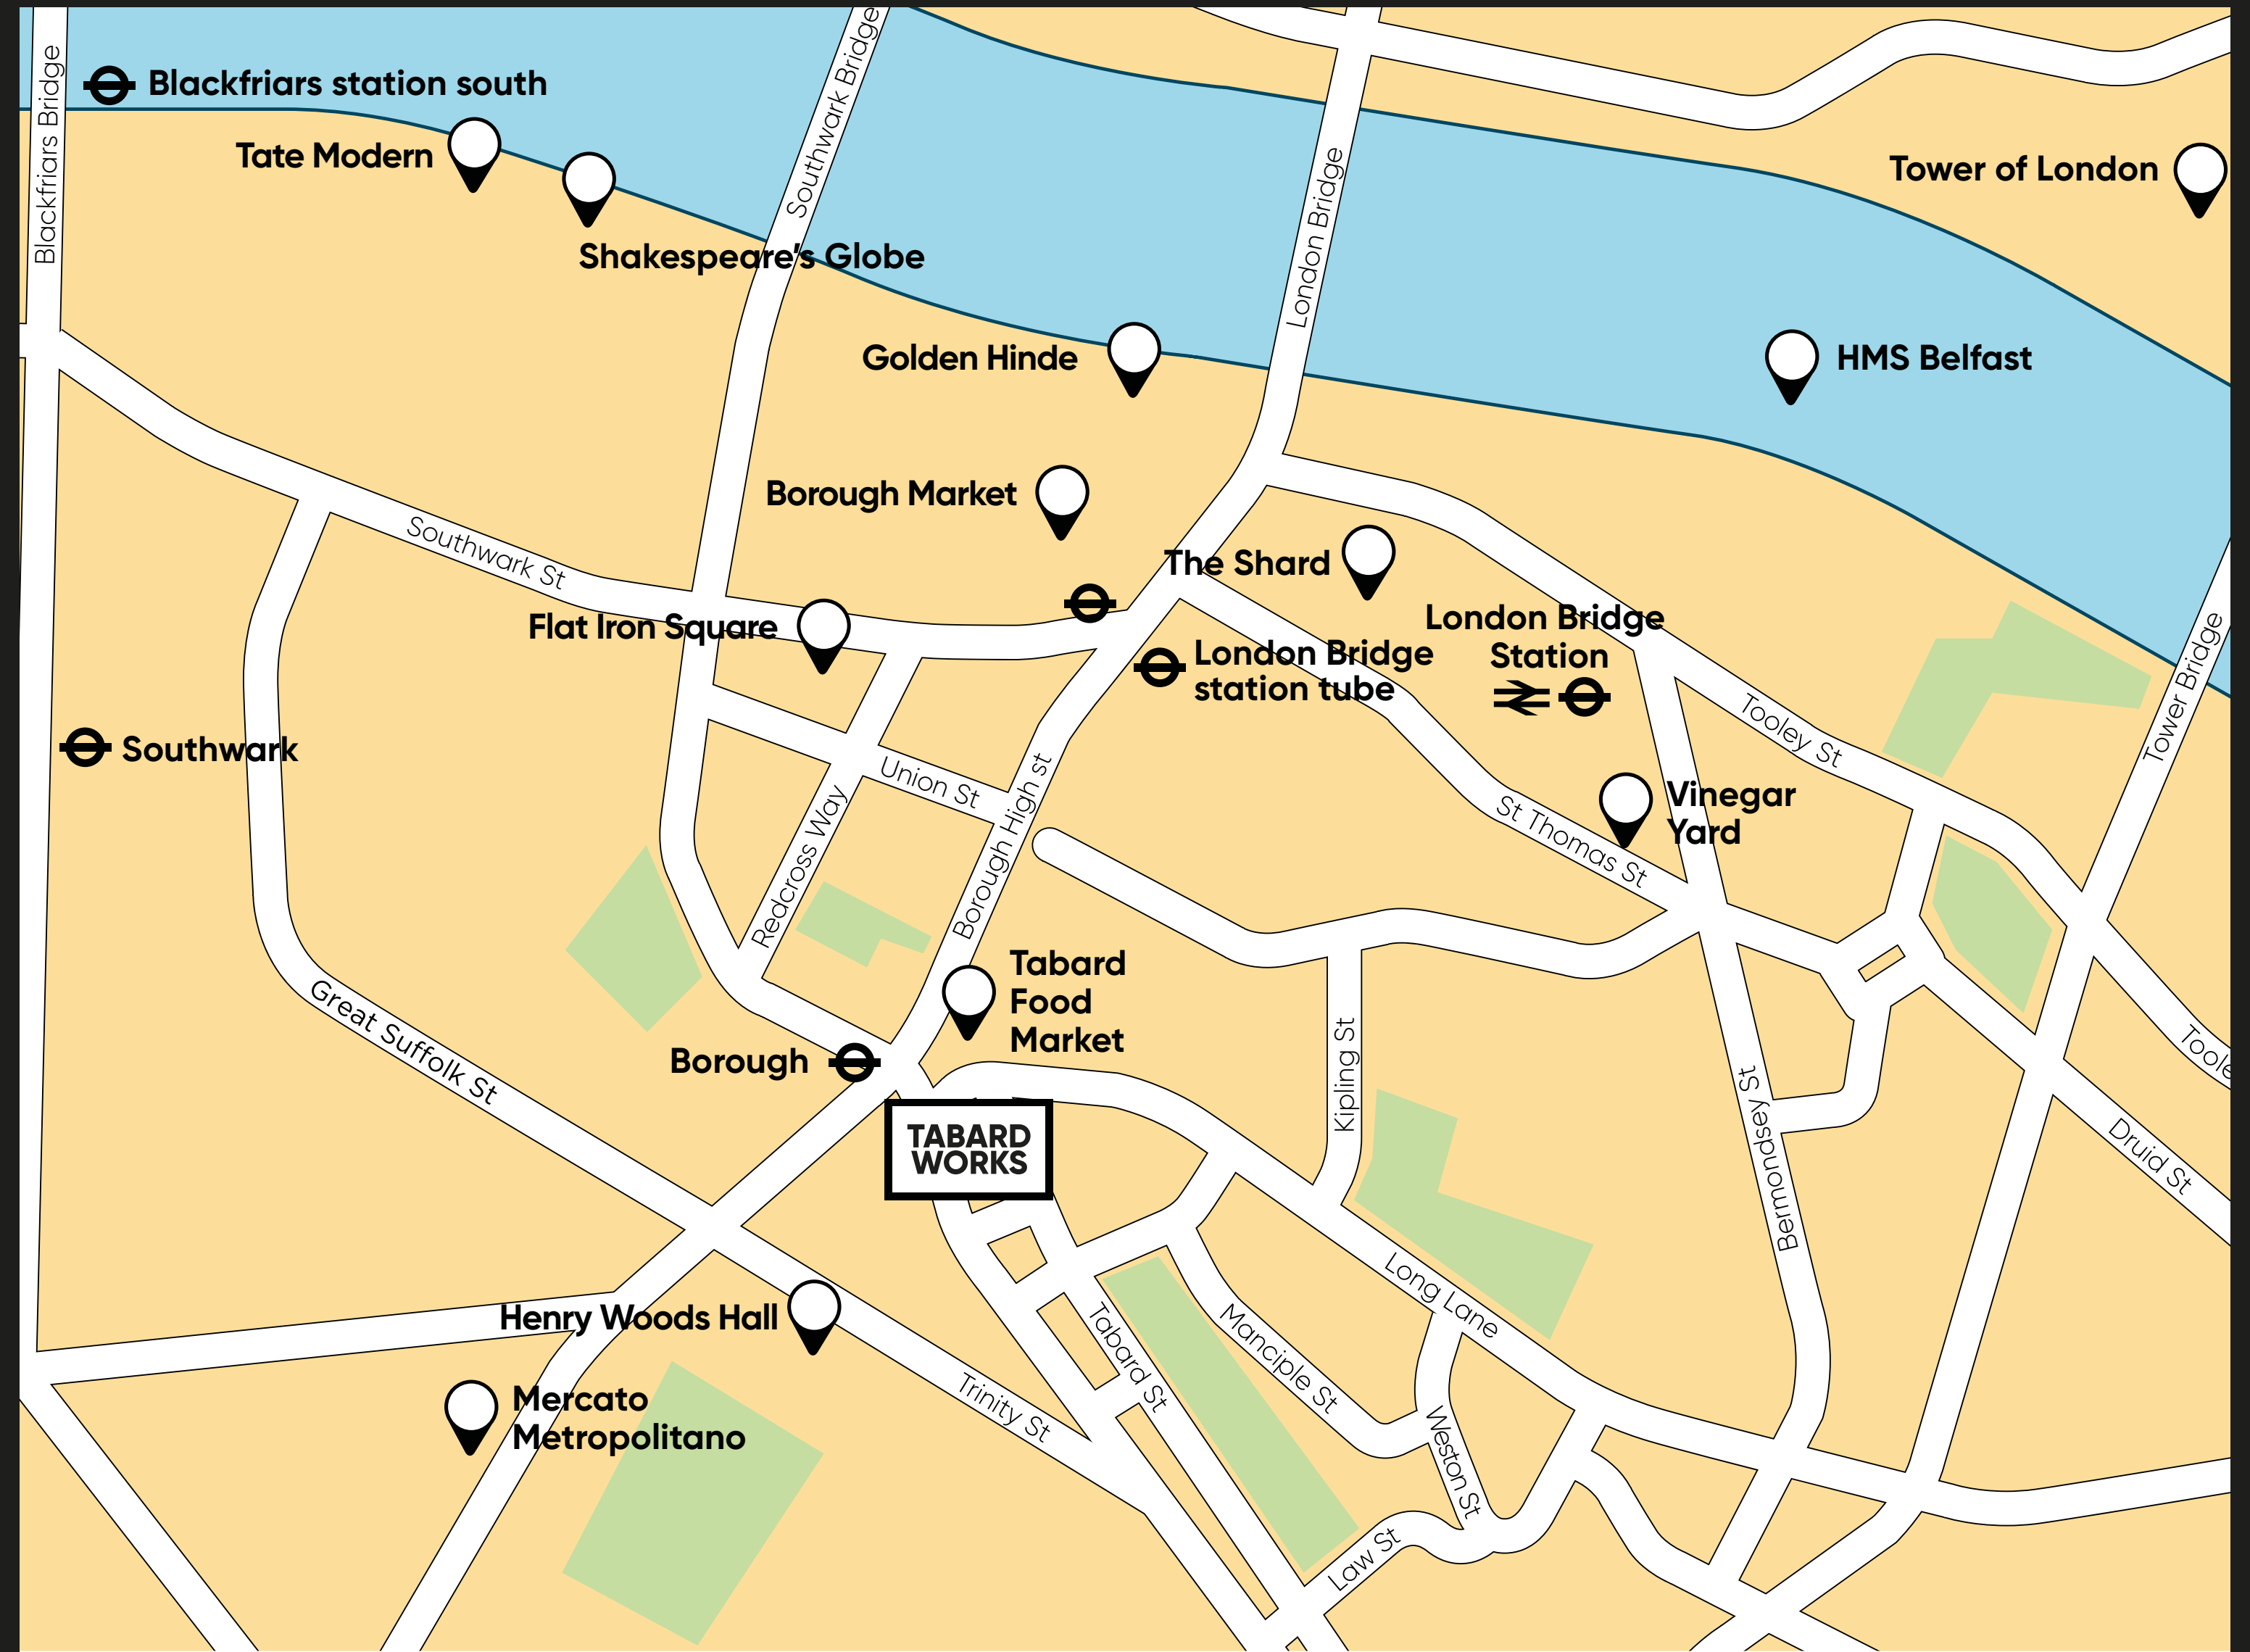 Blackfriars Bridge
Blackfriars station south
Southwark Bridge
Tate Modern
Tower of London
London Bridge
Shakespeare's Globe
Golden Hinde
HMS Belfast
Borough Market
Southwark St
The Shard
London Bridge
Station
Flat Iron Square
London Bridge
station tube
Tower Bridge
Tooley St
Southwark
Union St
Borough High st
Vinegar
Yard
St Thomas St
Redcross Way
Tabard
Food
Market
Great Suffolk St
Borough
Kipling St
Toole
Bermondsey St
Druid St
TABARD
WORKS
Long Lane
Henry Woods Hall
Tabard St
Manciple St
Mercato
Metropolitano
Trinity St
Weston St
Law St